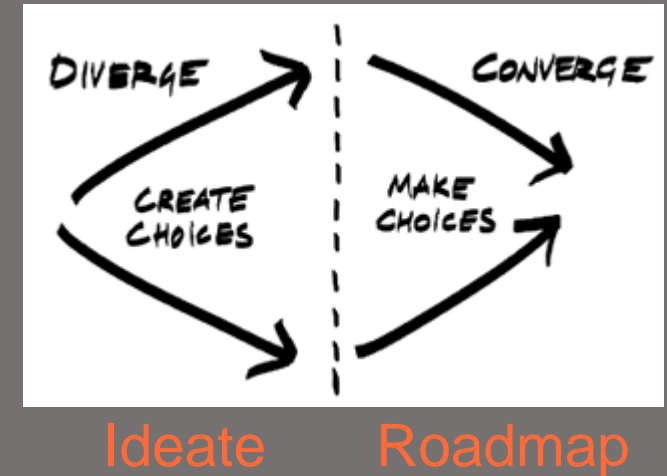 DIVERGE
CONVERGE
CREATE
CHOICES
MAKE
CHOICES
Ideate
Roadmap